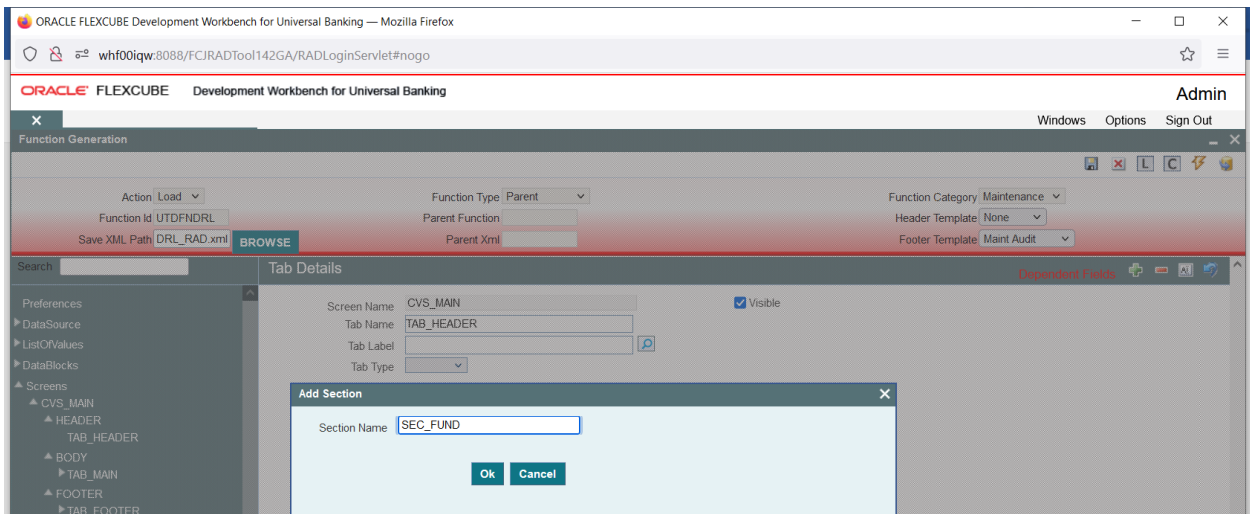 ORACLE FLEXCUBE Development Workbench for Universal Banking — Mozilla Firefox
whf00iqw:8088/FCJRADTool142GA/RADLoginServlet#nogo
ORACLE FLEXCUBE Development Workbench for Universal Banking
Admin
Windows Options Sign Out
Function Generation
L C
Action Load Function Type Parent Function Category Maintenance
Function Id UTDFNDRL Parent Function Header Template None
Save XML Path DRL_RAD.xml BROWSE Parent Xml Footer Template Maint Audit
Search Tab Details Dependent Fields
Preferences
DataSource
ListOfValues
DataBlocks
Screens
CVS_MAIN
HEADER
TAB_HEADER
BODY
TAB_MAIN
FOOTER
TAB_FOOTER
Screen Name CVS_MAIN Visible
Tab Name TAB_HEADER
Tab Label
Tab Type
Add Section
Section Name SEC_FUND
Ok Cancel